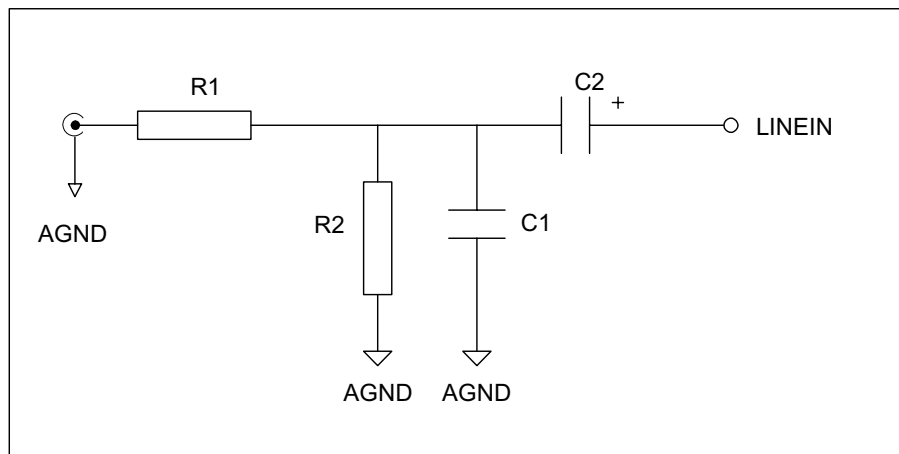 R1
C2
+
LINEIN
AGND
R2
C1
AGND
AGND